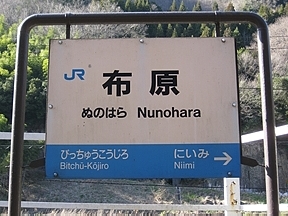 JR 布原
ぬのはら Nunohara
びっちゅうこうじろ にいみ →
Bitchū-Kōjiro Niimi